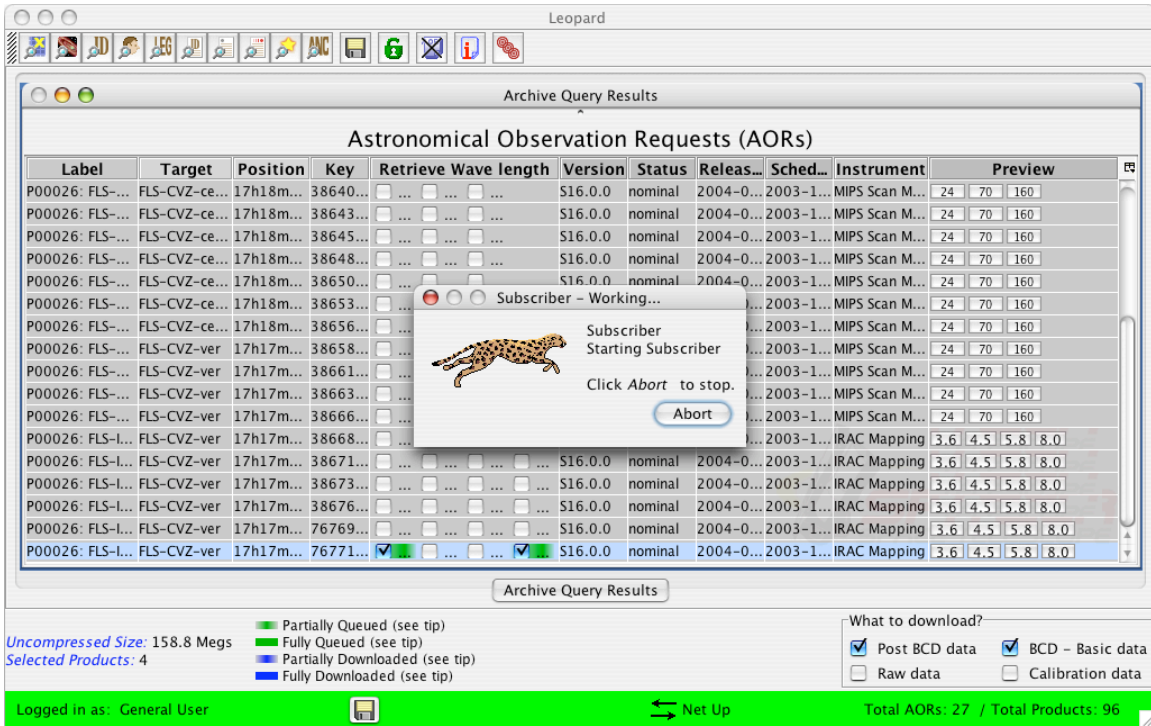 Leopard
JD LEG JP ANC
Archive Query Results
Astronomical Observation Requests (AORs)
Label Target Position Key Retrieve Wave length Version Status Releas... Sched... Instrument Preview
P00026: FLS-... FLS-CVZ-ce... 17h18m... 38640... ... ... ... S16.0.0 nominal 2004-0... 2003-1... MIPS Scan M... 24 70 160
P00026: FLS-... FLS-CVZ-ce... 17h18m... 38643... ... ... ... S16.0.0 nominal 2004-0... 2003-1... MIPS Scan M... 24 70 160
P00026: FLS-... FLS-CVZ-ce... 17h18m... 38645... ... ... ... S16.0.0 nominal 2004-0... 2003-1... MIPS Scan M... 24 70 160
P00026: FLS-... FLS-CVZ-ce... 17h18m... 38648... ... ... ... S16.0.0 nominal 2004-0... 2003-1... MIPS Scan M... 24 70 160
P00026: FLS-... FLS-CVZ-ce... 17h18m... 38650... ... ... ... S16.0.0 nominal 2004-0... 2003-1... MIPS Scan M... 24 70 160
P00026: FLS-... FLS-CVZ-ce... 17h18m... 38653... ... 2003-1... MIPS Scan M... 24 70 160
P00026: FLS-... FLS-CVZ-ce... 17h18m... 38656... ... 2003-1... MIPS Scan M... 24 70 160
P00026: FLS-... FLS-CVZ-ver 17h17m... 38658... ... 2003-1... MIPS Scan M... 24 70 160
P00026: FLS-... FLS-CVZ-ver 17h17m... 38661... ... 2003-1... MIPS Scan M... 24 70 160
P00026: FLS-... FLS-CVZ-ver 17h17m... 38663... ... 2003-1... MIPS Scan M... 24 70 160
P00026: FLS-... FLS-CVZ-ver 17h17m... 38666... ... 2003-1... MIPS Scan M... 24 70 160
P00026: FLS-I... FLS-CVZ-ver 17h17m... 38668... ... 2003-1... IRAC Mapping 3.6 4.5 5.8 8.0
P00026: FLS-I... FLS-CVZ-ver 17h17m... 38671... ... ... ... ... S16.0.0 nominal 2004-0... 2003-1... IRAC Mapping 3.6 4.5 5.8 8.0
P00026: FLS-I... FLS-CVZ-ver 17h17m... 38673... ... ... ... ... S16.0.0 nominal 2004-0... 2003-1... IRAC Mapping 3.6 4.5 5.8 8.0
P00026: FLS-I... FLS-CVZ-ver 17h17m... 38676... ... ... ... ... S16.0.0 nominal 2004-0... 2003-1... IRAC Mapping 3.6 4.5 5.8 8.0
P00026: FLS-I... FLS-CVZ-ver 17h17m... 76769... ... ... ... ... S16.0.0 nominal 2004-0... 2003-1... IRAC Mapping 3.6 4.5 5.8 8.0
P00026: FLS-I... FLS-CVZ-ver 17h17m... 76771... ... ... ... ... S16.0.0 nominal 2004-0... 2003-1... IRAC Mapping 3.6 4.5 5.8 8.0
Subscriber - Working...
Subscriber
Starting Subscriber
Click Abort to stop.
Abort
Archive Query Results
Uncompressed Size: 158.8 Megs
Selected Products: 4
Partially Queued (see tip)
Fully Queued (see tip)
Partially Downloaded (see tip)
Fully Downloaded (see tip)
What to download?
Post BCD data BCD - Basic data
Raw data Calibration data
Logged in as: General User
Net Up
Total AORs: 27 / Total Products: 96